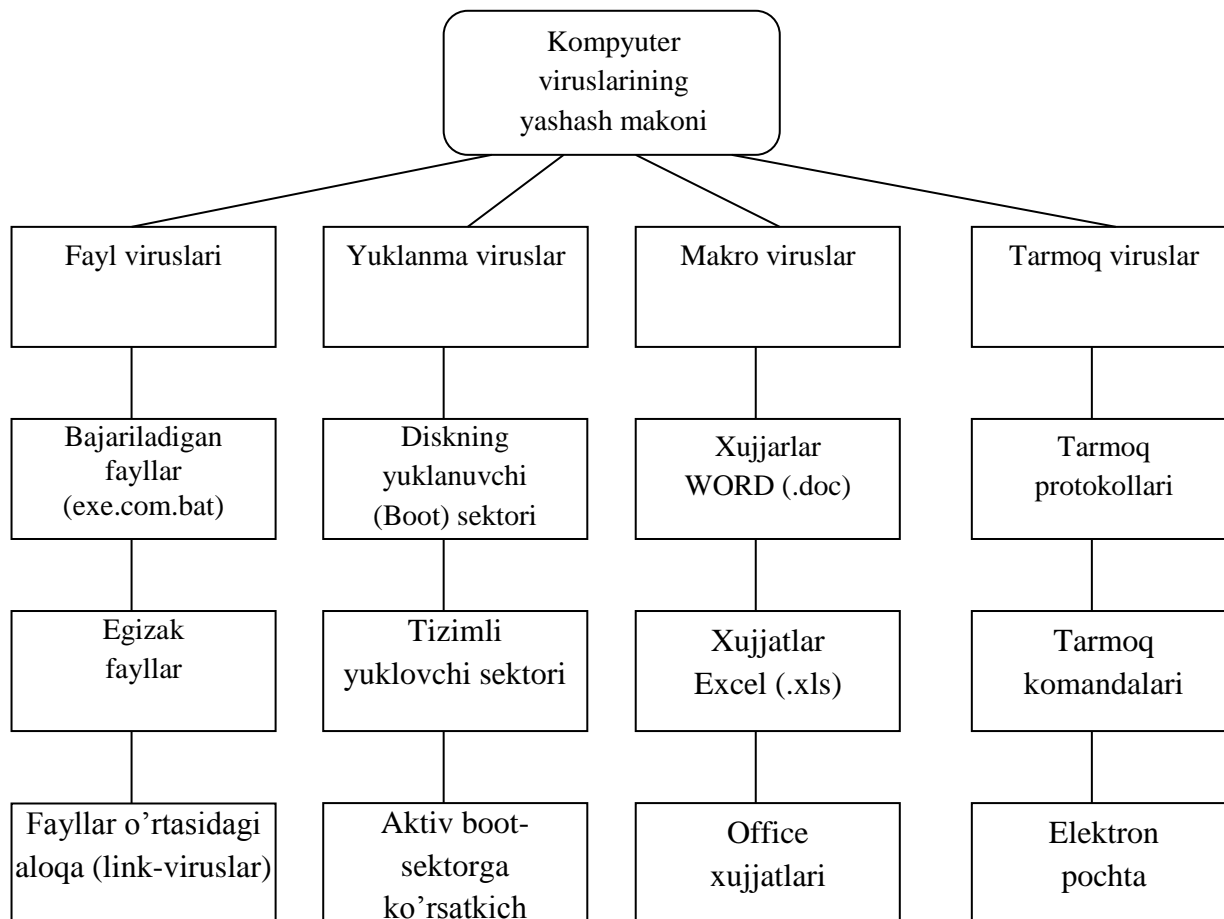 Kompyuter
viruslarining
yashash makoni
Fayl viruslari
Yuklanma viruslar
Makro viruslar
Tarmoq viruslar
Bajariladigan
fayllar
(exe.com.bat)
Diskning
yuklanuvchi
(Boot) sektori
Xujjarlar
WORD (.doc)
Tarmoq
protokollari
Egizak
fayllar
Tizimli
yuklovchi sektori
Xujjatlar
Excel (.xls)
Tarmoq
komandalari
Fayllar o’rtasidagi
aloqa (link-viruslar)
Aktiv boot-
sektorga
ko’rsatkich
Office
xujjatlari
Elektron
pochta